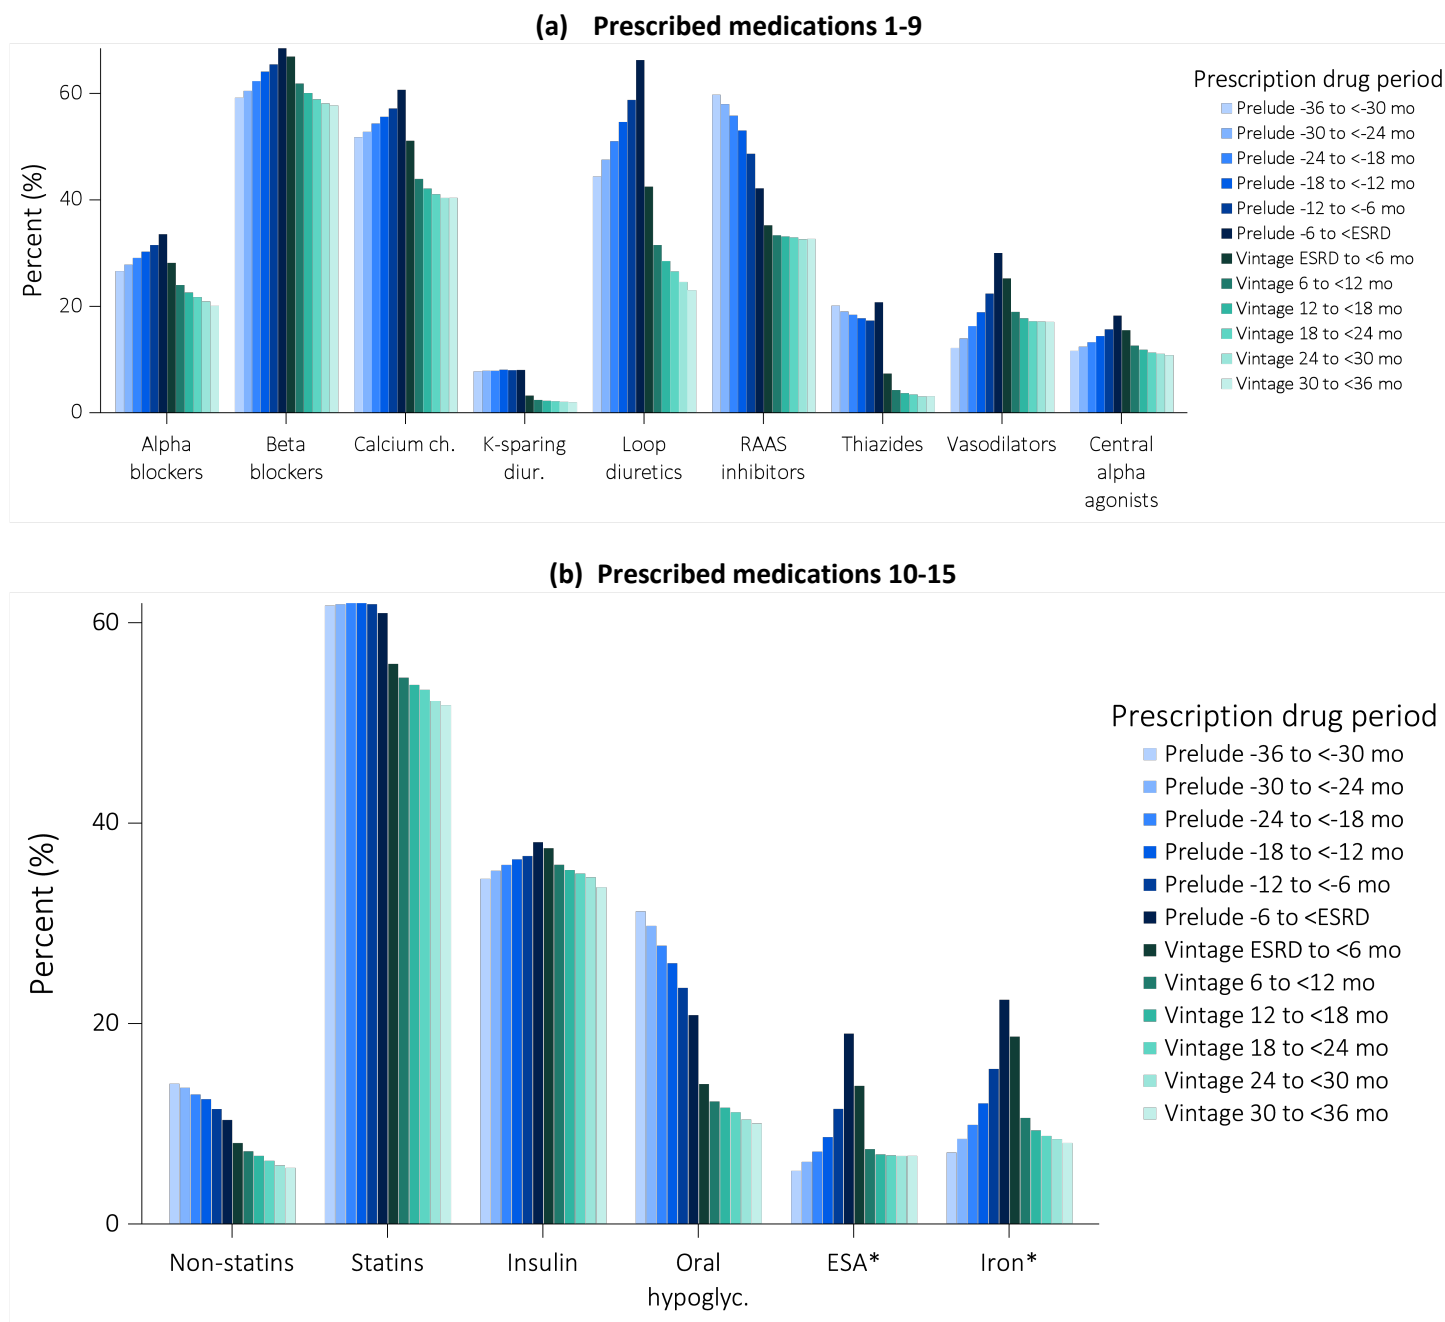 (a) Prescribed medications 1-9
Percent (%)
60
40
20
0
Alpha
blockers
Beta
blockers
Calcium ch.
K-sparing
diur.
Loop
diuretics
RAAS
inhibitors
Thiazides
Vasodilators
Central
alpha
agonists
Prescription drug period
Prelude -36 to <-30 mo
Prelude -30 to <-24 mo
Prelude -24 to <-18 mo
Prelude -18 to <-12 mo
Prelude -12 to <-6 mo
Prelude -6 to <ESRD
Vintage ESRD to <6 mo
Vintage 6 to <12 mo
Vintage 12 to <18 mo
Vintage 18 to <24 mo
Vintage 24 to <30 mo
Vintage 30 to <36 mo
(b) Prescribed medications 10-15
Percent (%)
60
40
20
0
Non-statins
Statins
Insulin
Oral
hypoglyc.
ESA*
Iron*
Prescription drug period
Prelude -36 to <-30 mo
Prelude -30 to <-24 mo
Prelude -24 to <-18 mo
Prelude -18 to <-12 mo
Prelude -12 to <-6 mo
Prelude -6 to <ESRD
Vintage ESRD to <6 mo
Vintage 6 to <12 mo
Vintage 12 to <18 mo
Vintage 18 to <24 mo
Vintage 24 to <30 mo
Vintage 30 to <36 mo